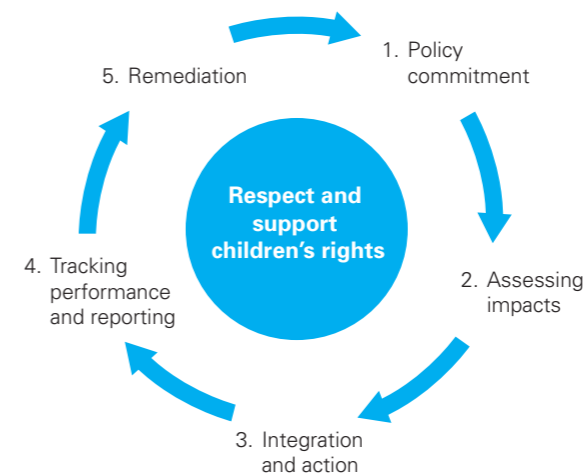 1. Policy
commitment
2. Assessing
impacts
3. Integration
and action
4. Tracking
performance
and reporting
5. Remediation
Respect and
support
children’s rights